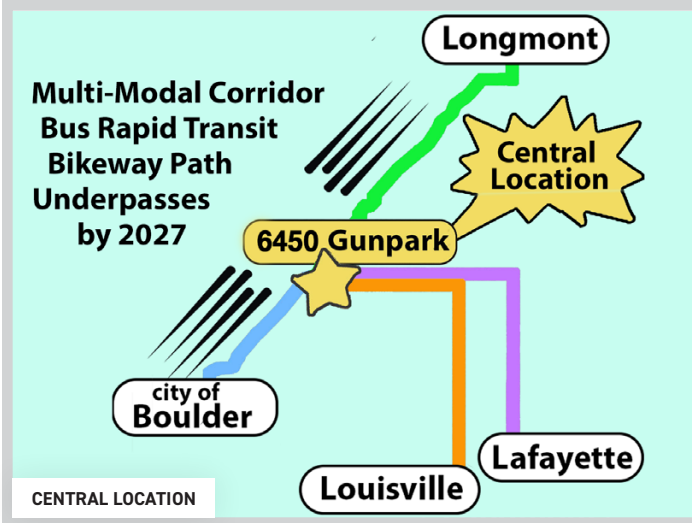 Longmont
Multi-Modal Corridor
Bus Rapid Transit
Bikeway Path
Underpasses
by 2027
Central
Location
6450 Gunpark
city of
Boulder
Lafayette
Louisville
CENTRAL LOCATION